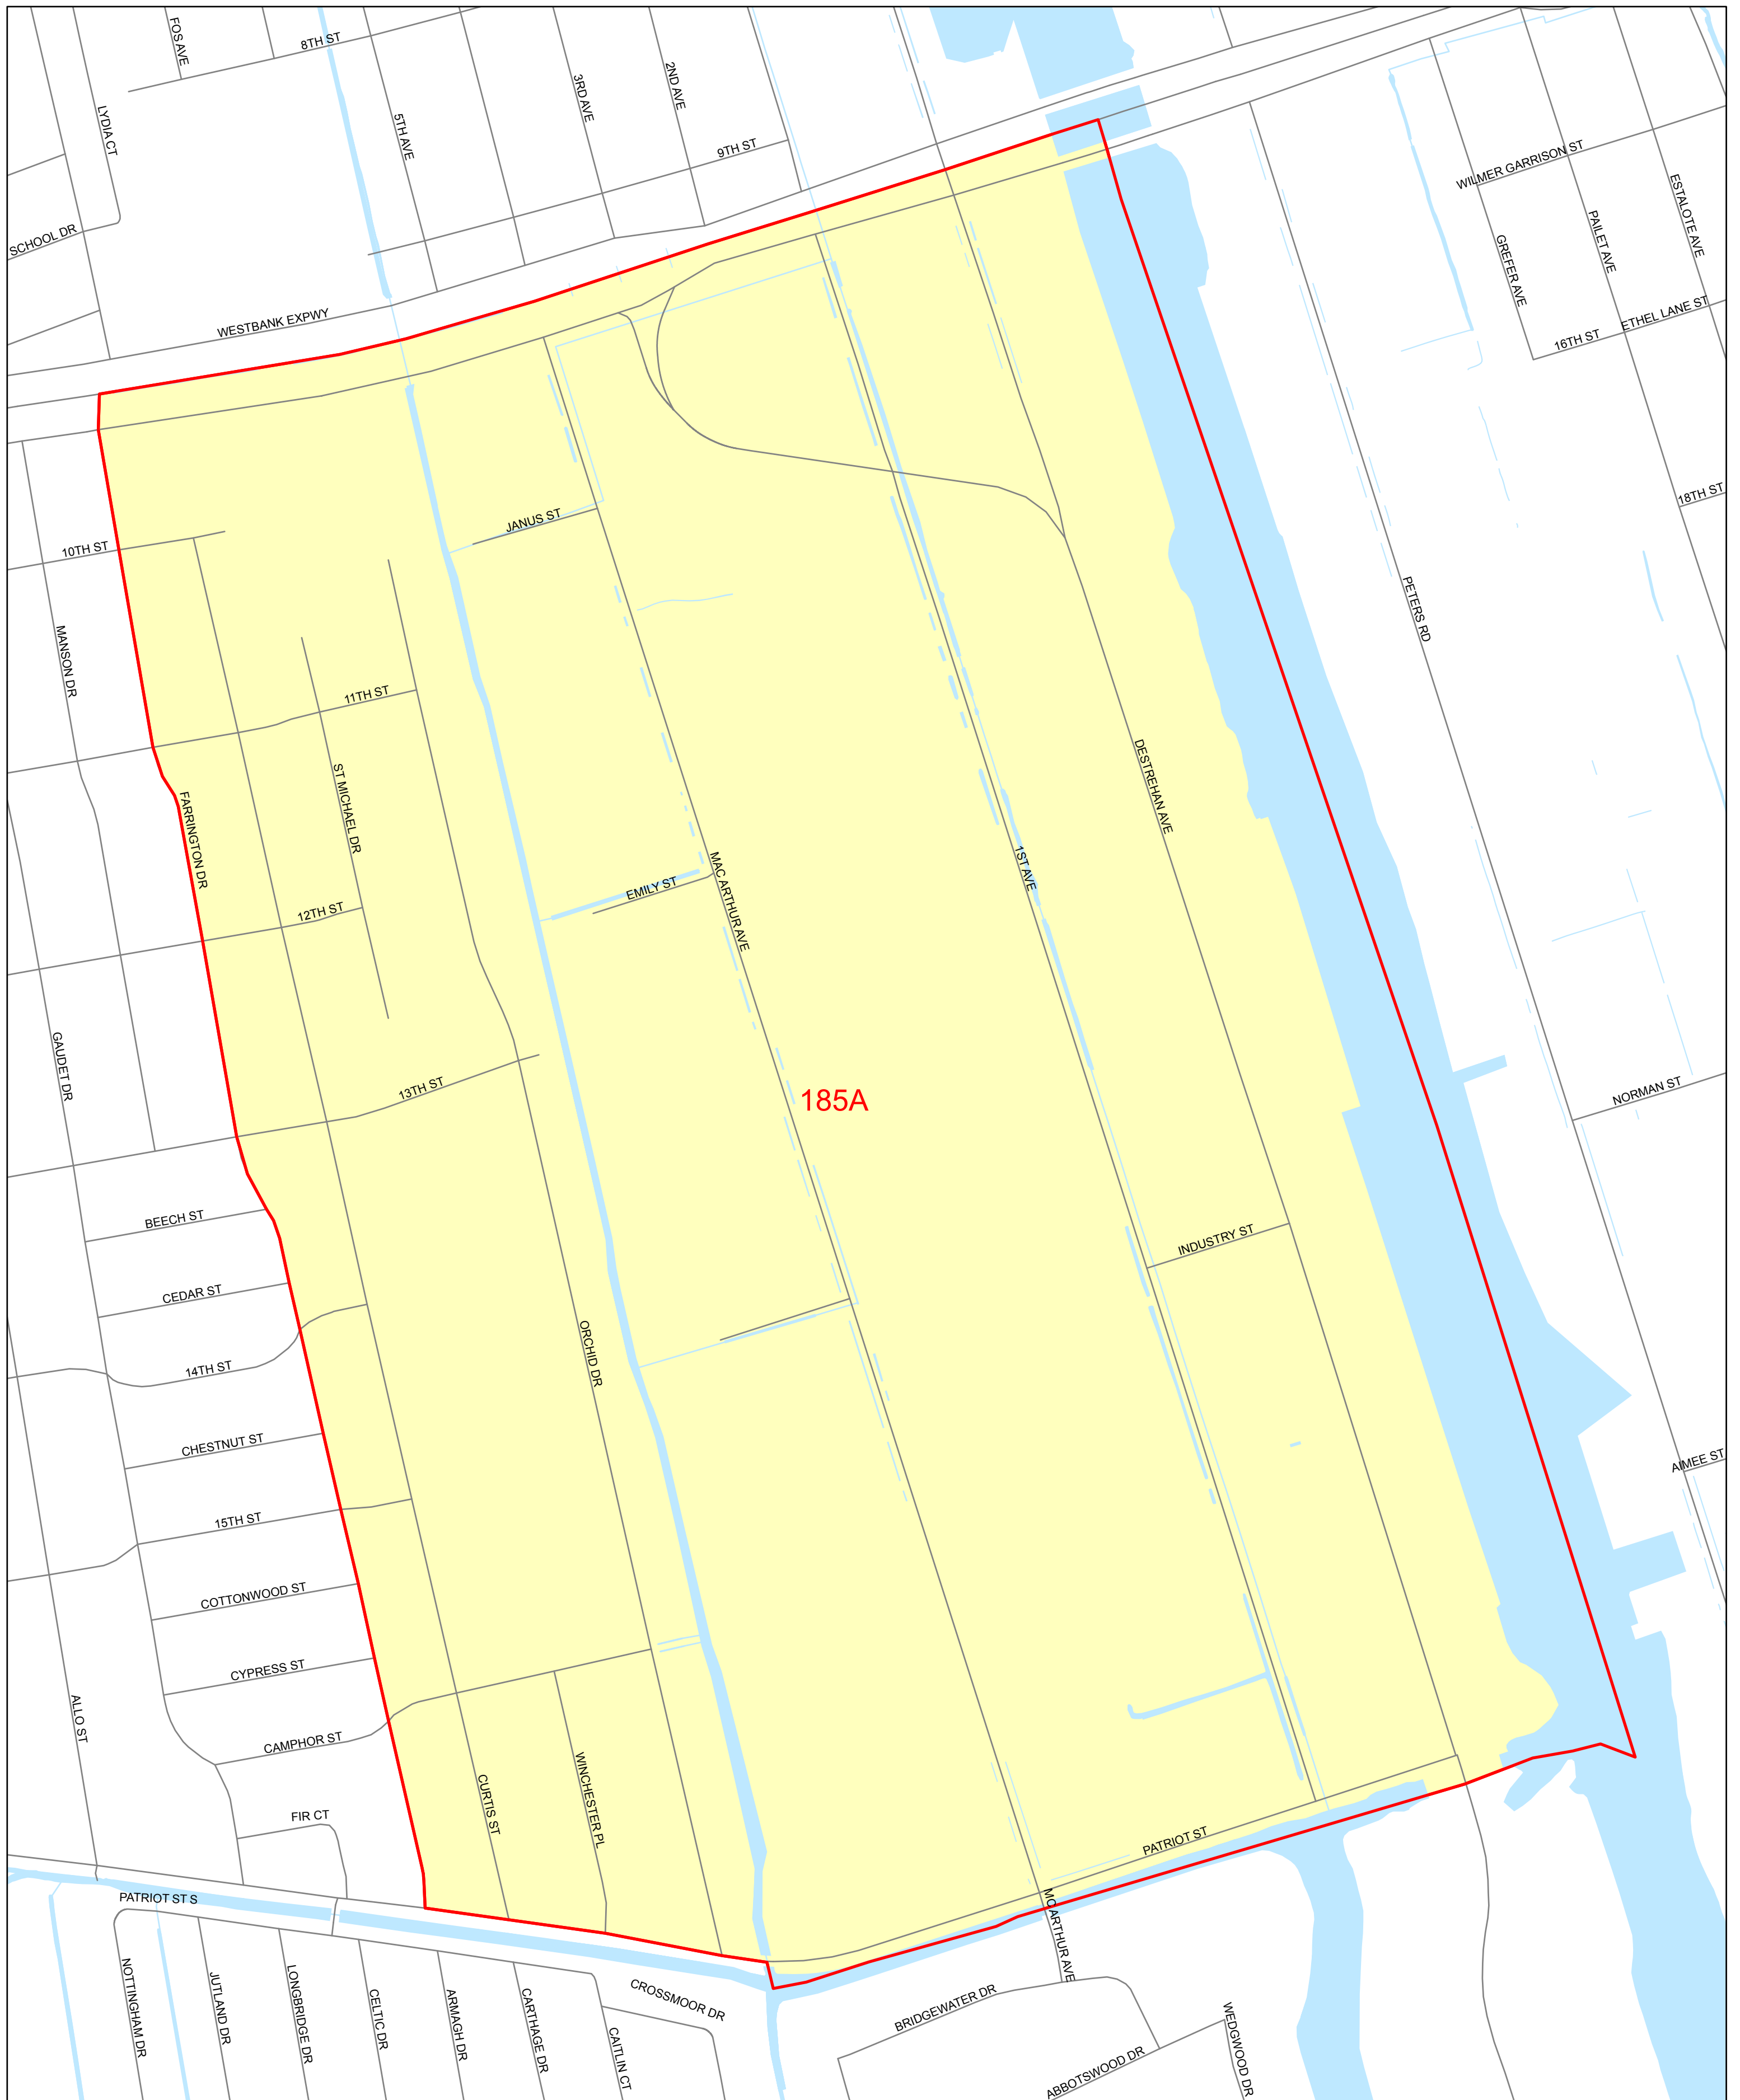 FOS AVE
8TH ST
LYDIA CT
5TH AVE
3RD AVE
2ND AVE
9TH ST
WILMER GARRISON ST
ESTALOTE AVE
PAILET AVE
GREFER AVE
SCHOOL DR
WESTBANK EXPWY
ETHEL LANE ST
16TH ST
18TH ST
JANUS ST
10TH ST
PETERS RD
MANSON DR
11TH ST
ST MICHAEL DR
DESTREHAN AVE
FARRINGTON DR
1ST AVE
EMILY ST
MAC ARTHUR AVE
12TH ST
GAUDET DR
13TH ST
185A
NORMAN ST
BEECH ST
INDUSTRY ST
CEDAR ST
ORCHID DR
14TH ST
CHESTNUT ST
AIMEE ST
15TH ST
COTTONWOOD ST
CYPRESS ST
ALLO ST
CAMPHOR ST
WINCHESTER PL
CURTIS ST
FIR CT
PATRIOT ST
PATRIOT ST S
MC ARTHUR AVE
NOTTINGHAM DR
JUTLAND DR
LONGBRIDGE DR
CELTIC DR
ARMAGH DR
CARTHAGE DR
CAITLIN CT
CROSSMOOR DR
BRIDGEWATER DR
WEDGWOOD DR
ABBOTSWOOD DR